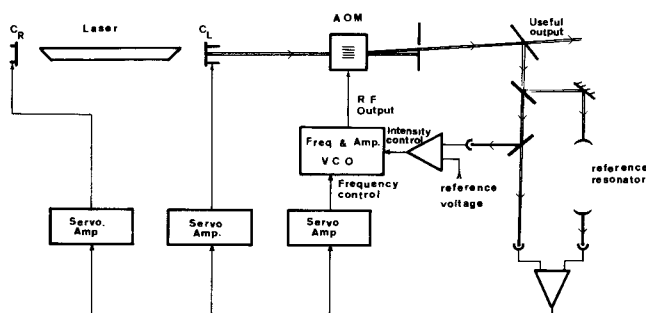 C_R
Laser
C_L
AOM
Useful
output
RF
Output
Freq. & Amp.
VCO
Intensity
control
reference
voltage
reference
resonator
Frequency
control
Servo.
Amp
Servo
Amp.
Servo
Amp